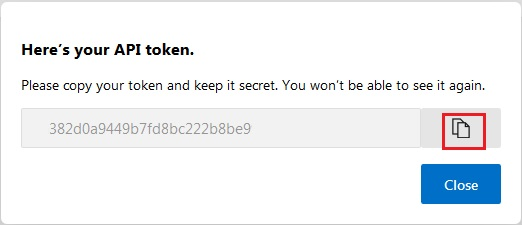 Here's your API token.
Please copy your token and keep it secret. You won't be able to see it again.
382d0a9449b7fd8bc222b8be9
Close